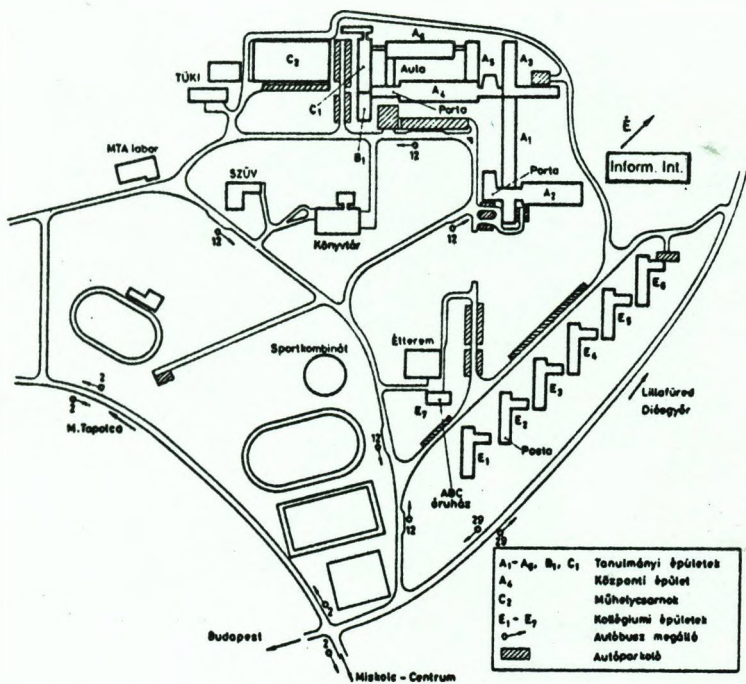 A6
C2
A5
A3
TÜKI
Aula
A4
C1
Porta
A1
B1
É.
MTA labor
12
Inform. Int.
SZÜV
Porta
A2
12
Könyvtár
12
E6
E5
Étterem
E4
Sportkombinát
2
E3
Lillafüred
Diósgyőr
2
E7
M.Tapolca
E2
12
Posta
E1
ABC
áruház
12
29
29
A1-A6, B1, C1 Tanulmányi épületek
A4 Központi épület
C2 Műhelycsarnok
E1 - E7 Kollégiumi épületek
Autóbusz megálló
Autóparkoló
2
Budapest
2
Miskolc - Centrum